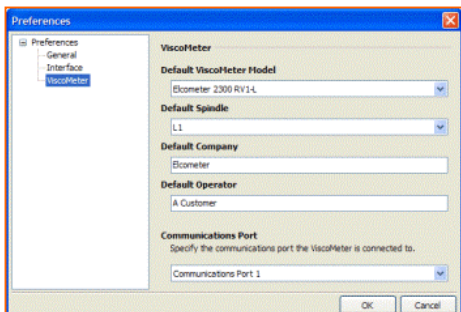 Preferences
Preferences
General
Interface
ViscoMeter
ViscoMeter
Default ViscoMeter Model
Elcometer 2300 RV1-L
Default Spindle
L1
Default Company
Elcometer
Default Operator
A Customer
Communications Port
Specify the communications port the ViscoMeter is connected to.
Communications Port 1
OK
Cancel